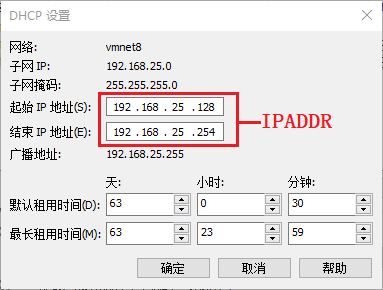 DHCP 设置
网络: vmnet8
子网 IP: 192.168.25.0
子网掩码: 255.255.255.0
起始 IP 地址(S): 192 . 168 . 25 . 128
结束 IP 地址(E): 192 . 168 . 25 . 254
IPADDR
广播地址: 192.168.25.255
天: 小时: 分钟:
默认租用时间(D): 63 0 30
最长租用时间(M): 63 23 59
确定 取消 帮助